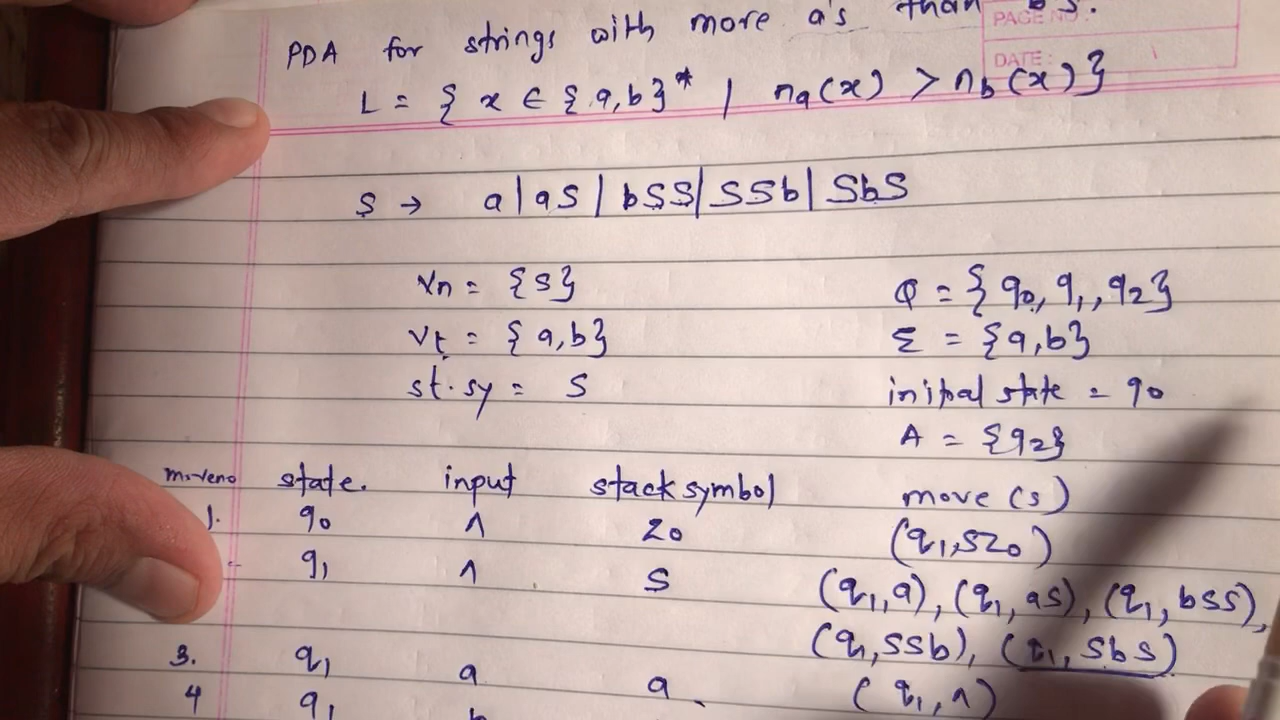 PDA for strings with more a's than b's.
PAGE NO
DATE:
L = { x ∈ {a,b}* | na(x) > nb(x)}
S → a|aS|bSS|SSb|SbS
Vn = {S}
Q = {q0, q1, q2}
Vt = {a,b}
Σ = {a,b}
st.sy = S
initial state = q0
A = {q2}
moveno state. input stack symbol move(s)
1. q0 Λ Z0 (q1,SZ0)
q1 Λ S (q1,a), (q1,aS), (q1,bSS),
(q1,SSb), (q1,SbS)
3. q1 a a (q1,Λ)
4 q1 b